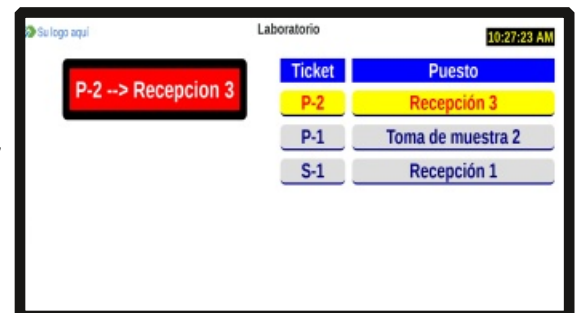 Su logo aquí
Laboratorio
10:27:23 AM
P-2 --> Recepcion 3
Ticket Puesto
P-2 Recepción 3
P-1 Toma de muestra 2
S-1 Recepción 1